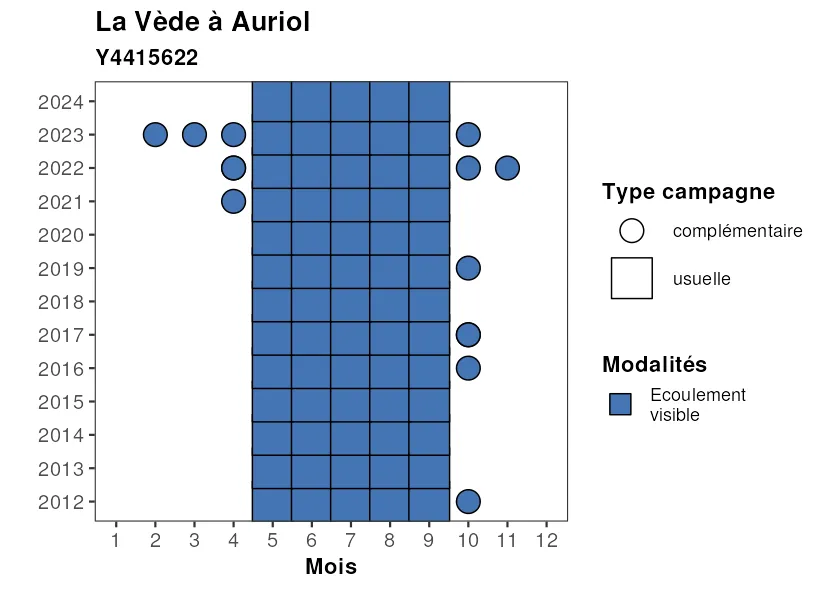 La Vède à Auriol
Y4415622
2024
2023
2022
2021
2020
2019
2018
2017
2016
2015
2014
2013
2012
1 2 3 4 5 6 7 8 9 10 11 12
Mois
Type campagne
complémentaire
usuelle
Modalités
Ecoulement
visible